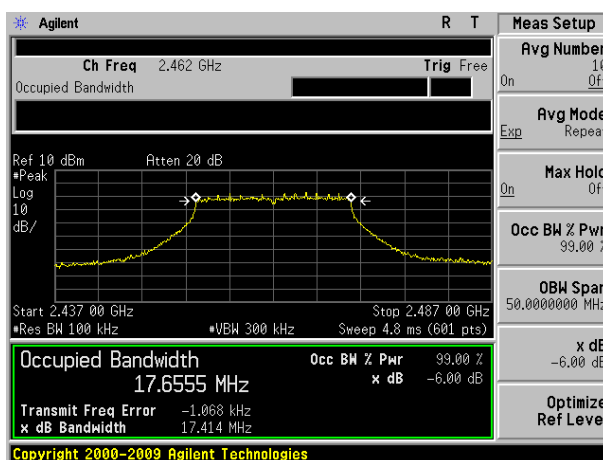 Agilent R T Meas Setup
Ch Freq 2.462 GHz Trig Free
Occupied Bandwidth
Ref 10 dBm Atten 20 dB
#Peak
Log
10
dB/
Start 2.437 00 GHz Stop 2.487 00 GHz
#Res BW 100 kHz #VBW 300 kHz Sweep 4.8 ms (601 pts)
Occupied Bandwidth Occ BW % Pwr 99.00 %
17.6555 MHz x dB -6.00 dB
Transmit Freq Error -1.068 kHz
x dB Bandwidth 17.414 MHz
Copyright 2000-2009 Agilent Technologies
Avg Number
10
On Off
Avg Mode
Exp Repeat
Max Hold
On Off
Occ BW % Pwr
99.00 %
OBW Span
50.0000000 MHz
x dB
-6.00 dB
Optimize
Ref Level